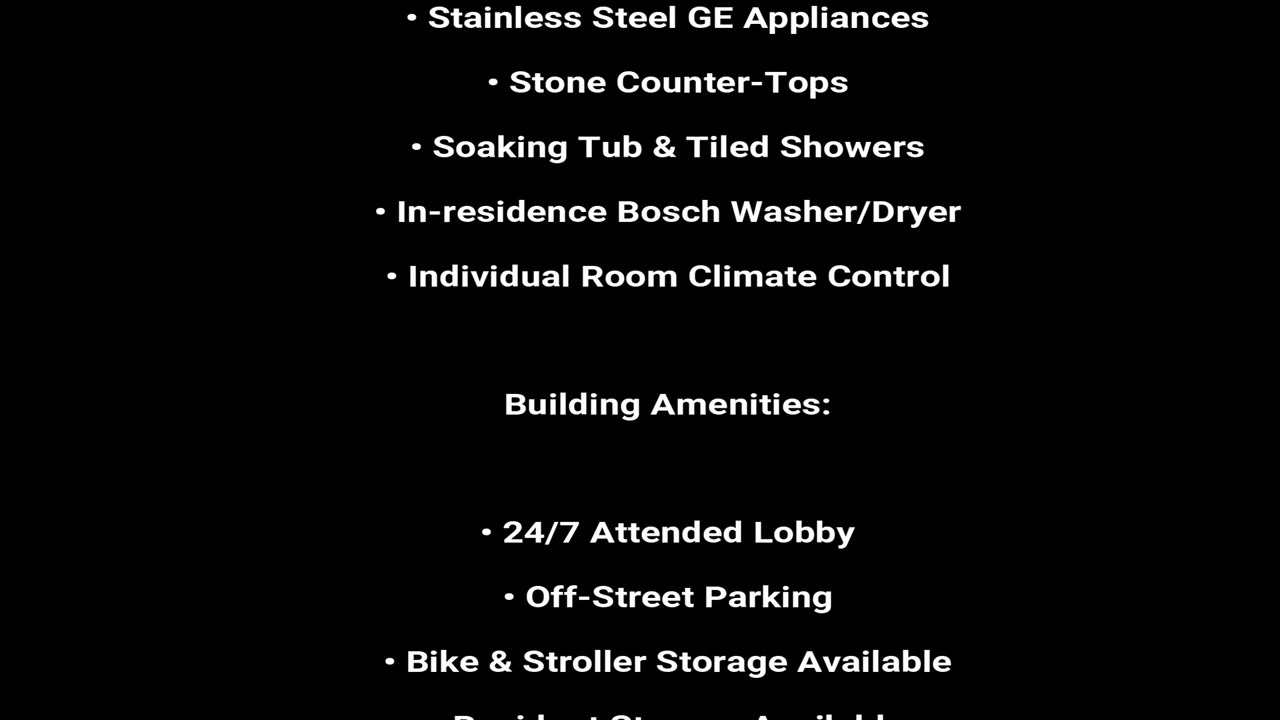 • Stainless Steel GE Appliances
• Stone Counter-Tops
• Soaking Tub & Tiled Showers
• In-residence Bosch Washer/Dryer
• Individual Room Climate Control
Building Amenities:
• 24/7 Attended Lobby
• Off-Street Parking
• Bike & Stroller Storage Available